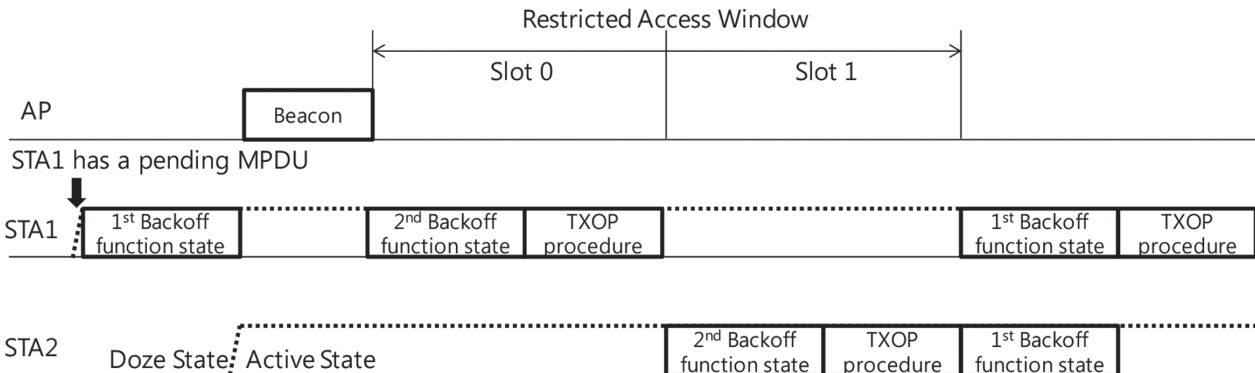 Restricted Access Window
Slot 0 Slot 1
AP
Beacon
STA1 has a pending MPDU
STA1
1st Backoff
function state
2nd Backoff
function state
TXOP
procedure
1st Backoff
function state
TXOP
procedure
STA2
Doze State
Active State
2nd Backoff
function state
TXOP
procedure
1st Backoff
function state